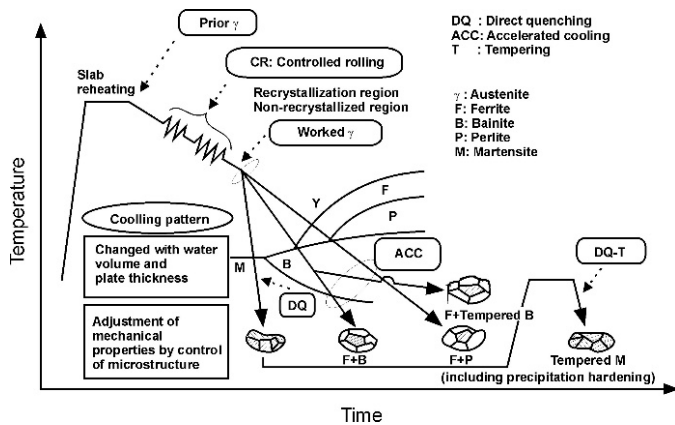 Prior γ
DQ : Direct quenching
ACC: Accelerated cooling
T : Tempering
CR: Controlled rolling
Slab
reheating
Recrystallization region
Non-recrystallized region
γ: Austenite
F: Ferrite
B: Bainite
P: Perlite
M: Martensite
Worked γ
Temperature
Y
F
P
Coolling pattern
Changed with water
volume and
plate thickness
M
B
ACC
DQ-T
DQ
F+Tempered B
Adjustment of
mechanical
properties by control
of microstructure
F+B
F+P
Tempered M
(including precipitation hardening)
Time